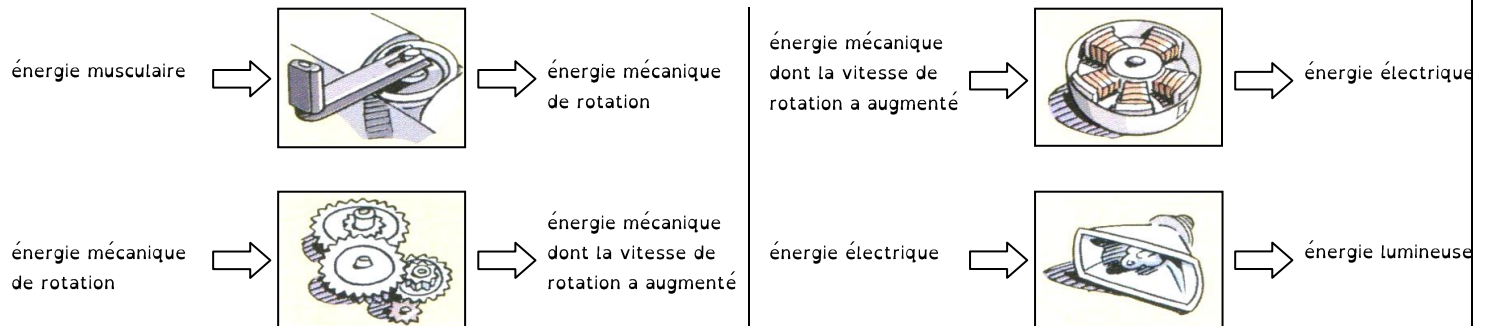 énergie musculaire
énergie mécanique
de rotation
énergie mécanique
de rotation
énergie mécanique
dont la vitesse de
rotation a augmenté
énergie mécanique
dont la vitesse de
rotation a augmenté
énergie électrique
énergie électrique
énergie lumineuse